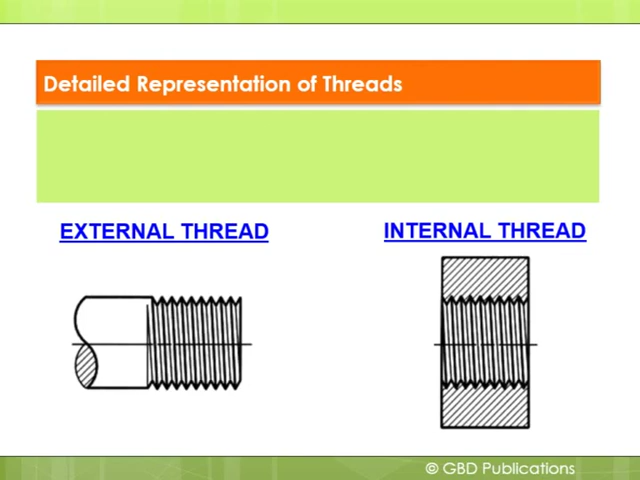 Detailed Representation of Threads
EXTERNAL THREAD
INTERNAL THREAD
© GBD Publications